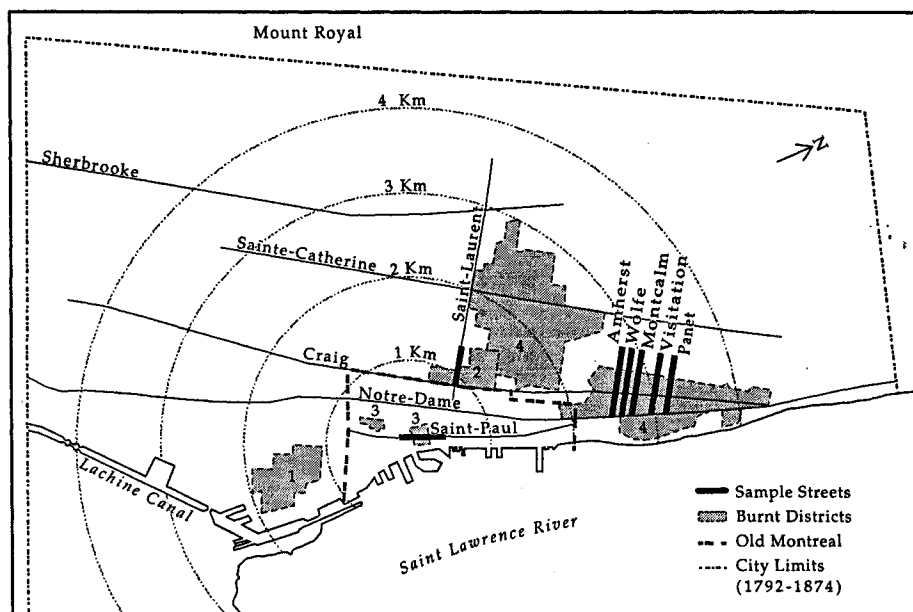 Mount Royal
4 Km
N
Sherbrooke
3 Km
Saint-Laurent
Sainte-Catherine
2 Km
Amherst
Wolfe
Montcalm
Visitation
Panet
4
Craig
1 Km
2
Notre-Dame
3
3
Saint-Paul
4
1
Lachine Canal
Saint Lawrence River
Sample Streets
Burnt Districts
Old Montreal
City Limits
(1792-1874)